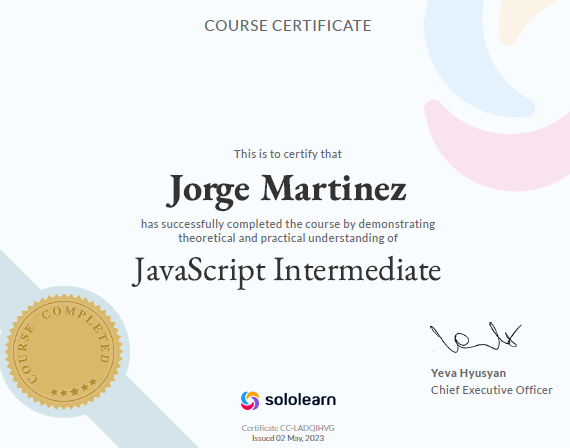 COURSE CERTIFICATE
This is to certify that
Jorge Martinez
has successfully completed the course by demonstrating
theoretical and practical understanding of
JavaScript Intermediate
COURSE COMPLETED
Yeva Hyusyan
Chief Executive Officer
sololearn
Certificate CC-LADQIHVG
Issued 02 May, 2023